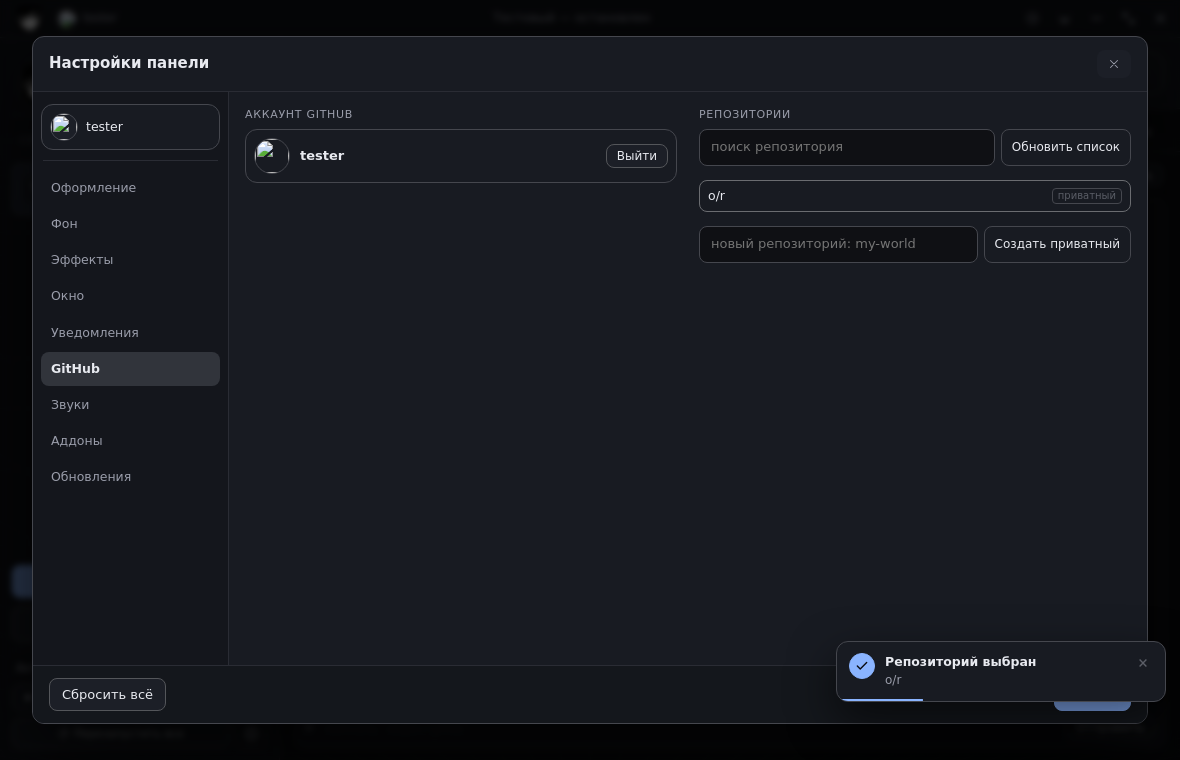 Настройки панели
tester
Оформление
Фон
Эффекты
Окно
Уведомления
GitHub
Звуки
Аддоны
Обновления
АККАУНТ GITHUB
tester
Выйти
РЕПОЗИТОРИИ
поиск репозитория
Обновить список
o/r
приватный
новый репозиторий: my-world
Создать приватный
Сбросить всё
Репозиторий выбран
o/r